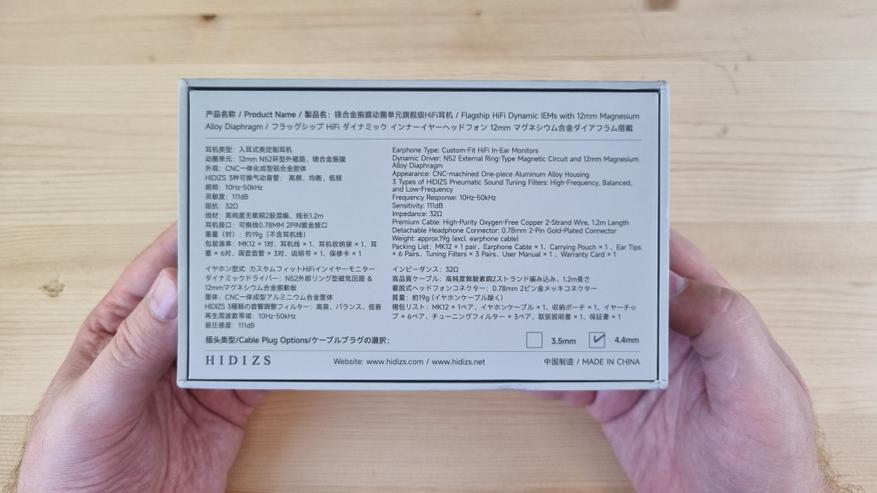 产品名称 / Product Name / 製品名: 镁合金振膜动圈单元旗舰级HiFi耳机 / Flagship HiFi Dynamic IEMs with 12mm Magnesium
Alloy Diaphragm / フラッグシップ HiFi ダイナミック インナーイヤーヘッドフォン 12mm マグネシウム合金ダイアフラム搭載
耳机类型: 入耳式类定制耳机
动圈单元: 12mm N52环型外磁路、镁合金振膜
外观: CNC一体化成型铝合金腔体
HIDIZS 3种可换气动音管: 高频、均衡、低频
频响: 10Hz-50kHz
灵敏度: 111dB
阻抗: 32Ω
线材: 高纯度无氧铜2股混编、线长1.2m
耳机接口: 可换线0.78MM 2PIN镀金接口
重量 (对): 约19g (不含耳机线)
包装清单: MK12 × 1对、耳机线 × 1、耳机收纳袋 × 1、耳
塞 × 6对、调音音管 × 3对、说明书 × 1、保修卡 × 1
Earphone Type: Custom-Fit HiFi In-Ear Monitors
Dynamic Driver: N52 External Ring-Type Magnetic Circuit and 12mm Magnesium
Alloy Diaphragm
Appearance: CNC-machined One-piece Aluminum Alloy Housing
3 Types of HIDIZS Pneumatic Sound Tuning Filters: High-Frequency, Balanced,
and Low-Frequency
Frequency Response: 10Hz-50kHz
Sensitivity: 111dB
Impedance: 32Ω
Premium Cable: High-Purity Oxygen-Free Copper 2-Strand Wire, 1.2m Length
Detachable Headphone Connector: 0.78mm 2-Pin Gold-Plated Connector
Weight: approx.19g (excl. earphone cable)
Packing List: MK12 × 1 pair、Earphone Cable × 1、Carrying Pouch × 1、Ear Tips
× 6 Pairs、Tuning Filters × 3 Pairs、User Manual × 1、Warranty Card × 1
イヤホン型式: カスタムフィットHiFiインイヤーモニター
ダイナミックドライバー: N52外部リング型磁気回路 &
12mmマグネシウム合金振動板
筐体: CNC一体成型アルミニウム合金筐体
HIDIZS 3種類の音響調整フィルター: 高音、バランス、低音
再生周波数帯域: 10Hz-50kHz
音圧感度: 111dB
インピーダンス: 32Ω
高品質ケーブル: 高純度無酸素銅2ストランド編み込み、1.2m長さ
着脱式ヘッドフォンコネクター: 0.78mm 2ピン金メッキコネクター
質量: 約19g (イヤホンケーブル除く)
梱包リスト: MK12 × 1ペア、イヤホンケーブル × 1、収納ポーチ × 1、イヤーチッ
プ × 6ペア、チューニングフィルター × 3ペア、取扱説明書 × 1、保証書 × 1
插头类型/Cable Plug Options/ケーブルプラグの選択:
3.5mm
4.4mm
HIDIZS
Website: www.hidizs.com / www.hidizs.net
中国制造 / MADE IN CHINA